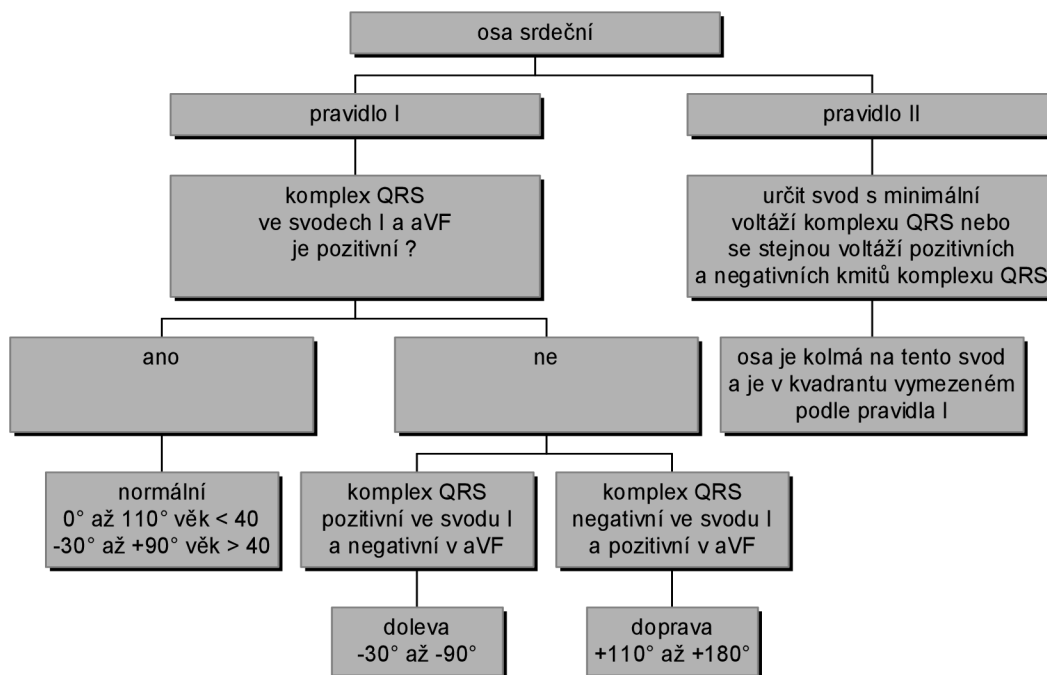 osa srdeční
pravidlo I
pravidlo II
komplex QRS
ve svodech I a aVF
je pozitivní ?
určit svod s minimální
voltáží komplexu QRS nebo
se stejnou voltáží pozitivních
a negativních kmitů komplexu QRS
ano
ne
osa je kolmá na tento svod
a je v kvadrantu vymezeném
podle pravidla I
normální
0° až 110° věk < 40
-30° až +90° věk > 40
komplex QRS
pozitivní ve svodu I
a negativní v aVF
komplex QRS
negativní ve svodu I
a pozitivní v aVF
doleva
-30° až -90°
doprava
+110° až +180°